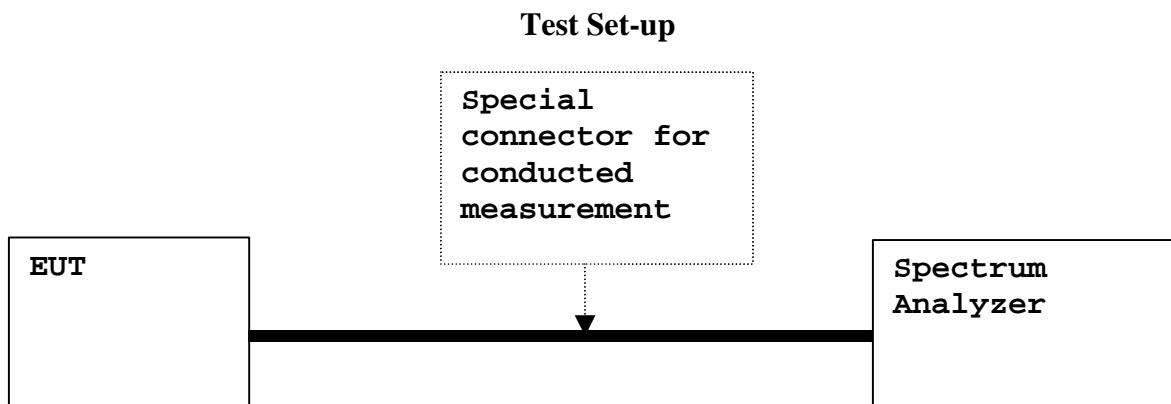 Test Set-up
Special
connector for
conducted
measurement
EUT
Spectrum
Analyzer